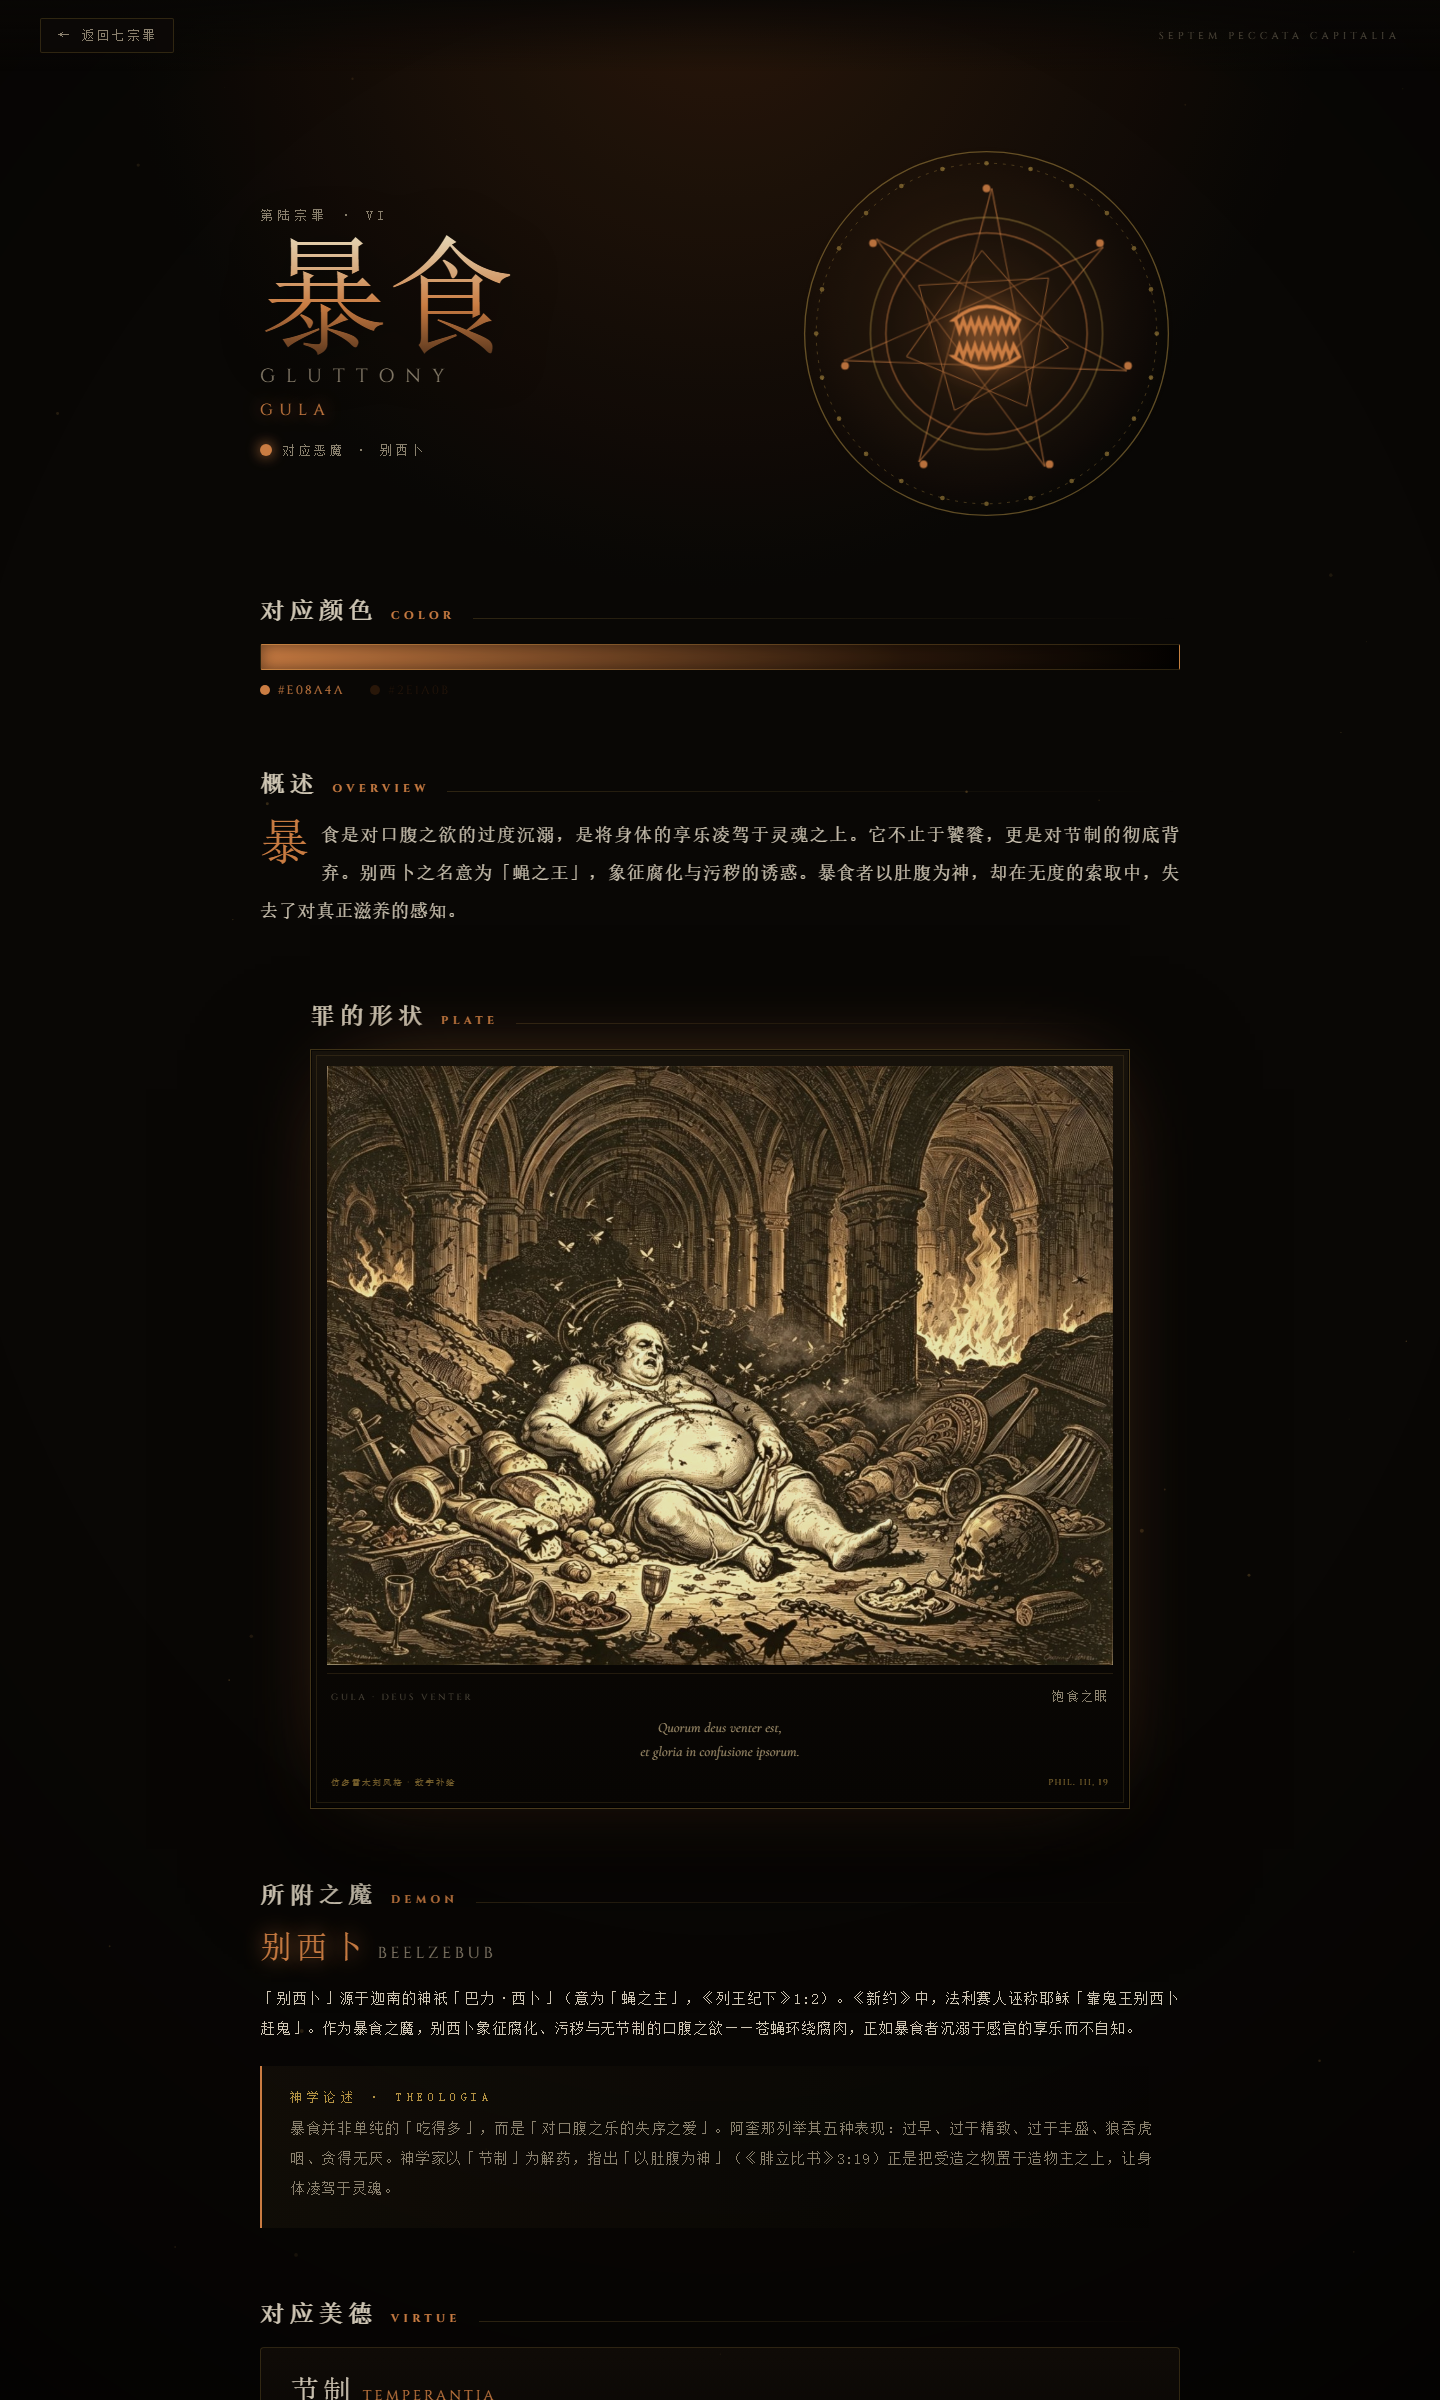 ← 返回七宗罪
SEPTEM PECCATA CAPITALIA
第陆宗罪 · VI
暴食
GLUTTONY
GULA
对应恶魔 · 别西卜
对应颜色 COLOR
#E08A4A #2E1A0B
概述 OVERVIEW
暴食是对口腹之欲的过度沉溺，是将身体的享乐凌驾于灵魂之上。它不止于饕餮，更是对节制的彻底背
弃。别西卜之名意为「蝇之王」，象征腐化与污秽的诱惑。暴食者以肚腹为神，却在无度的索取中，失
去了对真正滋养的感知。
罪的形状 PLATE
GULA · DEUS VENTER
饱食之眠
Quorum deus venter est,
et gloria in confusione ipsorum.
仿多雷木刻风格 · 数字补绘
PHIL. III, 19
所附之魔 DEMON
别西卜 BEELZEBUB
「别西卜」源于迦南的神祇「巴力·西卜」（意为「蝇之主」，《列王纪下》1:2）。《新约》中，法利赛人诬称耶稣「靠鬼王别西卜
赶鬼」。作为暴食之魔，别西卜象征腐化、污秽与无节制的口腹之欲——苍蝇环绕腐肉，正如暴食者沉溺于感官的享乐而不自知。
神学论述 · THEOLOGIA
暴食并非单纯的「吃得多」，而是「对口腹之乐的失序之爱」。阿奎那列举其五种表现：过早、过于精致、过于丰盛、狼吞虎
咽、贪得无厌。神学家以「节制」为解药，指出「以肚腹为神」（《腓立比书》3:19）正是把受造之物置于造物主之上，让身
体凌驾于灵魂。
对应美德 VIRTUE
节制 TEMPERANTIA